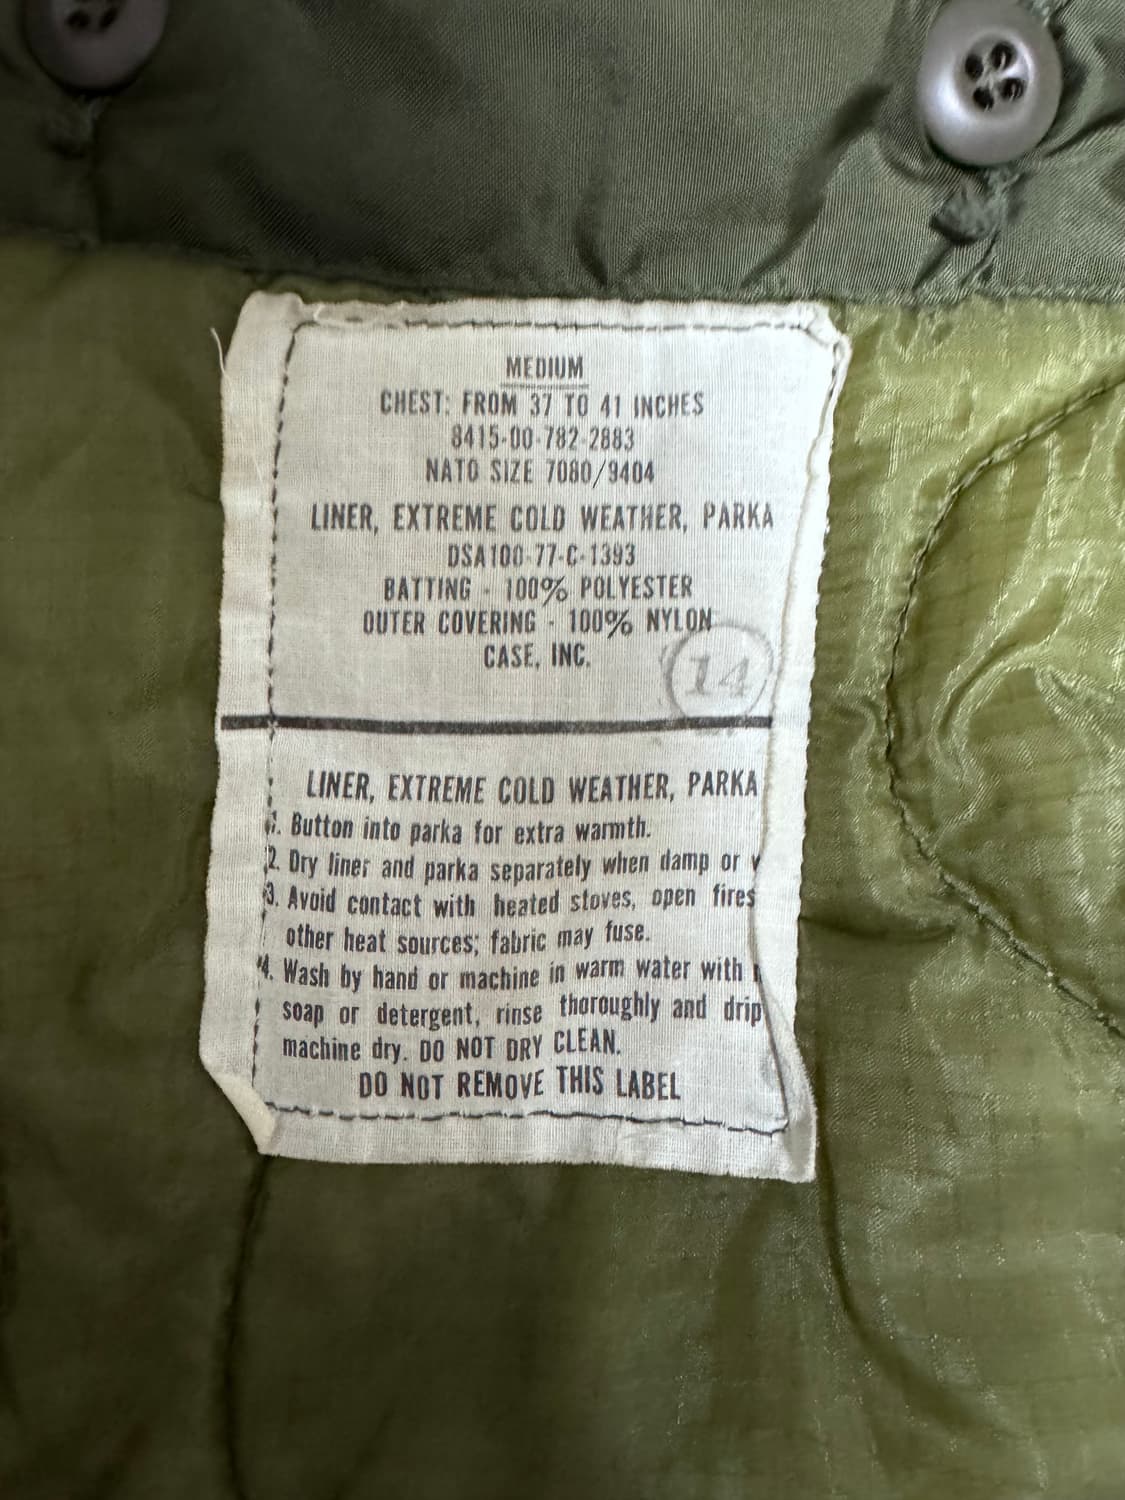 MEDIUM
CHEST: FROM 37 TO 41 INCHES
8415-00-782-2883
NATO SIZE 7080/9404
LINER, EXTREME COLD WEATHER, PARKA
DSA100-77-C-1393
BATTING - 100% POLYESTER
OUTER COVERING - 100% NYLON
CASE, INC.
14
LINER, EXTREME COLD WEATHER, PARKA
1. Button into parka for extra warmth.
2. Dry liner and parka separately when damp or
3. Avoid contact with heated stoves, open fires
other heat sources; fabric may fuse.
4. Wash by hand or machine in warm water with
soap or detergent, rinse thoroughly and drip
machine dry. DO NOT DRY CLEAN.
DO NOT REMOVE THIS LABEL